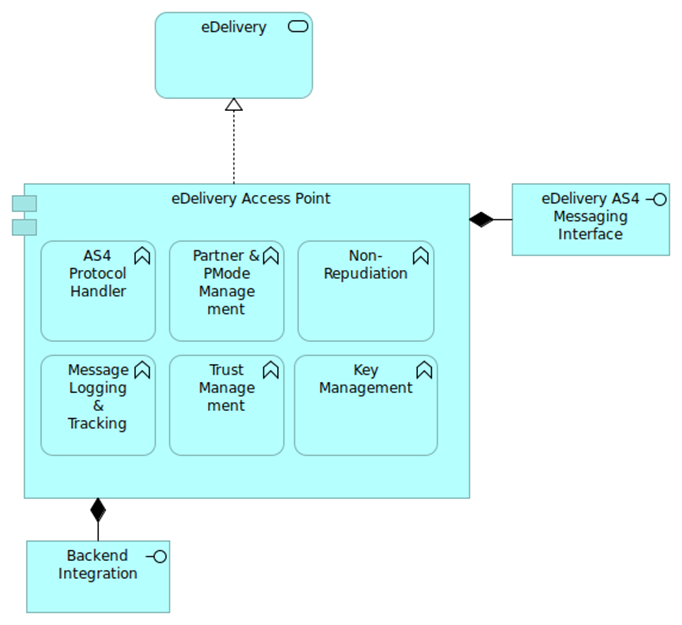 eDelivery
eDelivery Access Point
eDelivery AS4
Messaging
Interface
AS4
Protocol
Handler
Partner &
PMode
Manage
ment
Non-
Repudiation
Message
Logging
&
Tracking
Trust
Manage
ment
Key
Management
Backend
Integration